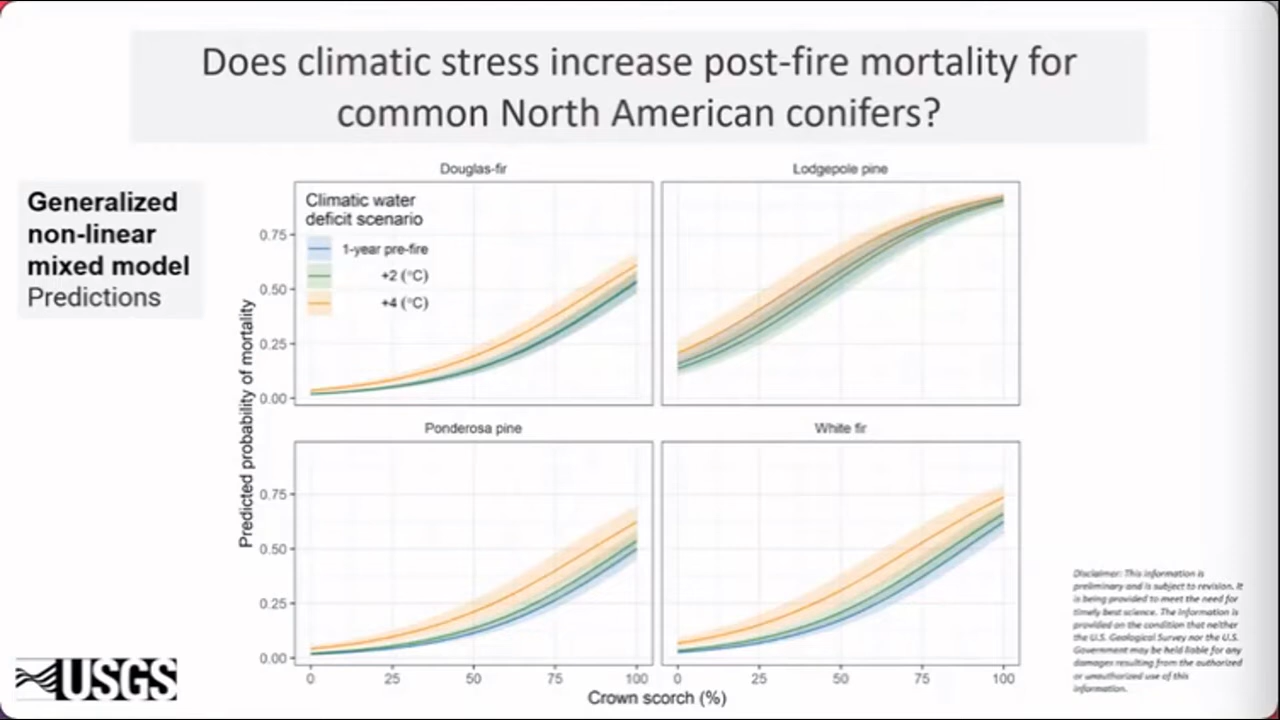 Does climatic stress increase post-fire mortality for
common North American conifers?
Generalized
non-linear
mixed model
Predictions
Douglas-fir
Lodgepole pine
Climatic water
deficit scenario
1-year pre-fire
+2 (°C)
+4 (°C)
0.75
0.50
0.25
0.00
Predicted probability of mortality
Ponderosa pine
White fir
0.75
0.50
0.25
0.00
0 25 50 75 100
0 25 50 75 100
Crown scorch (%)
USGS
Disclaimer: This information is
preliminary and is subject to revision. It
is being provided to meet the need for
timely best science. The information is
provided on the condition that neither
the U.S. Geological Survey nor the U.S.
Government may be held liable for any
damages resulting from the authorized
or unauthorized use of this
information.